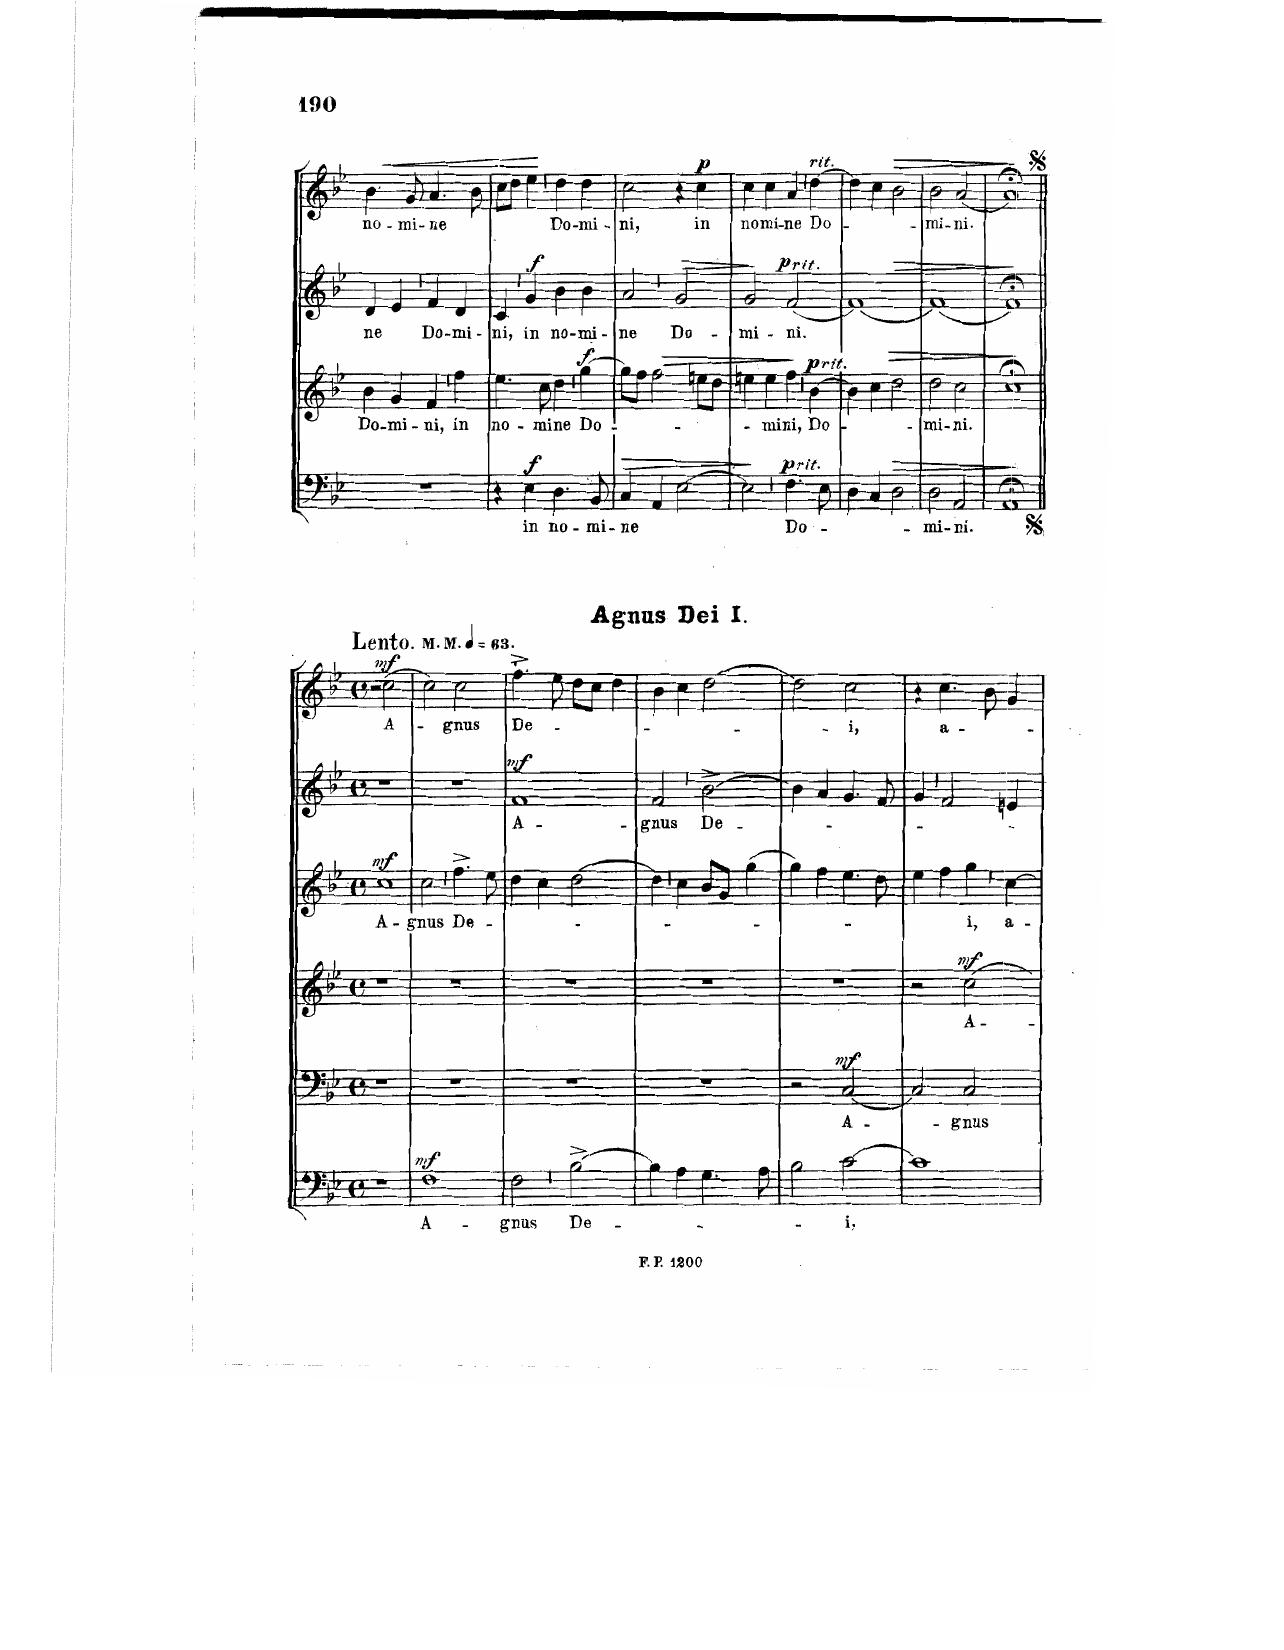 190
p rit.
no - mi - ne Do - mi - ni, in nomi-ne Do - - mi-ni.
f prit.
ne Do-mi - ni, in no-mi - ne Do - mi - ni.
f prit.
Do-mi - ni, in no - mine Do - - - mini, Do - - mi-ni.
f prit.
in no - mi - ne Do - - mi-ni.
Agnus Dei I.
Lento. M. M. = 63.
mf
A - gnus De - - - - i, a - -
mf
A - - gnus De - - - -
mf
A - gnus De - - - - - i, a -
mf
A - -
mf
A - - gnus
mf
A - gnus De - - - i,
F. P. 1200